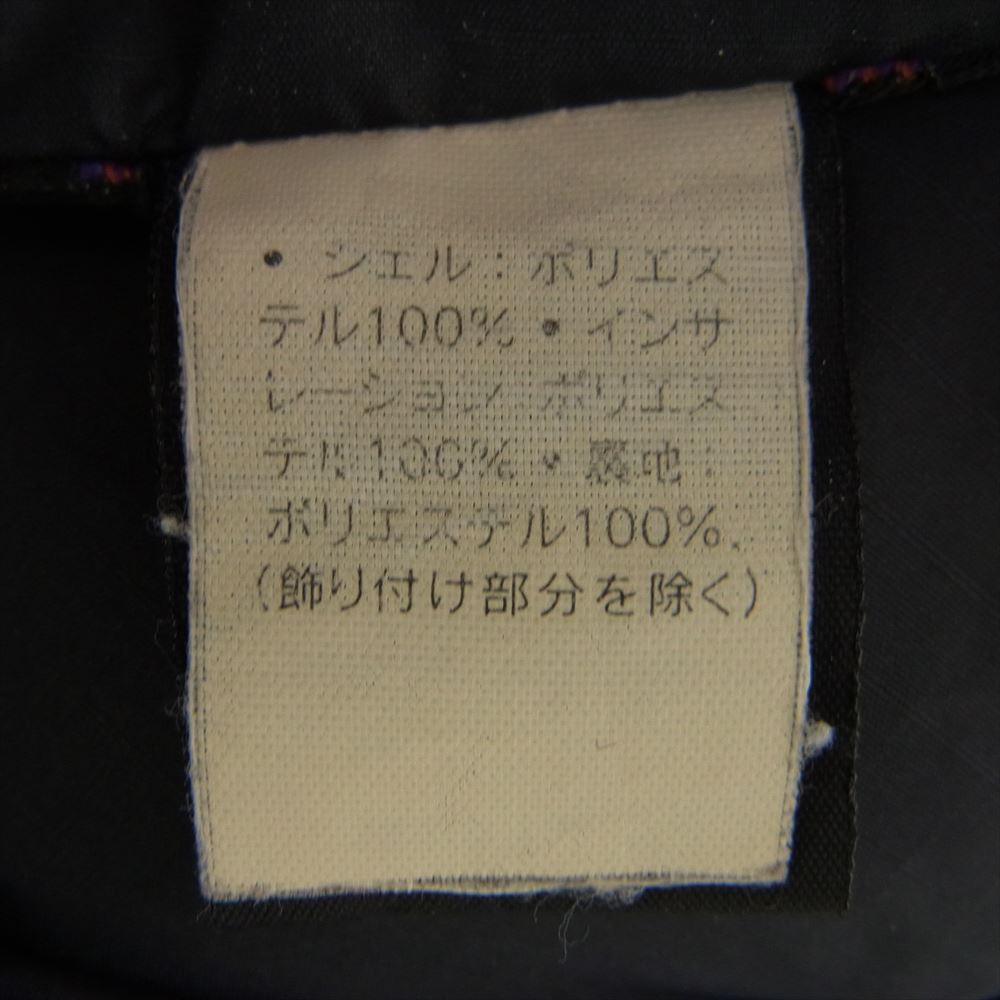 • シェル：ポリエス
テル100% • インサ
レーション ポリエス
テル100% • 裏地：
ポリエステル100%.
（飾り付け部分を除く）